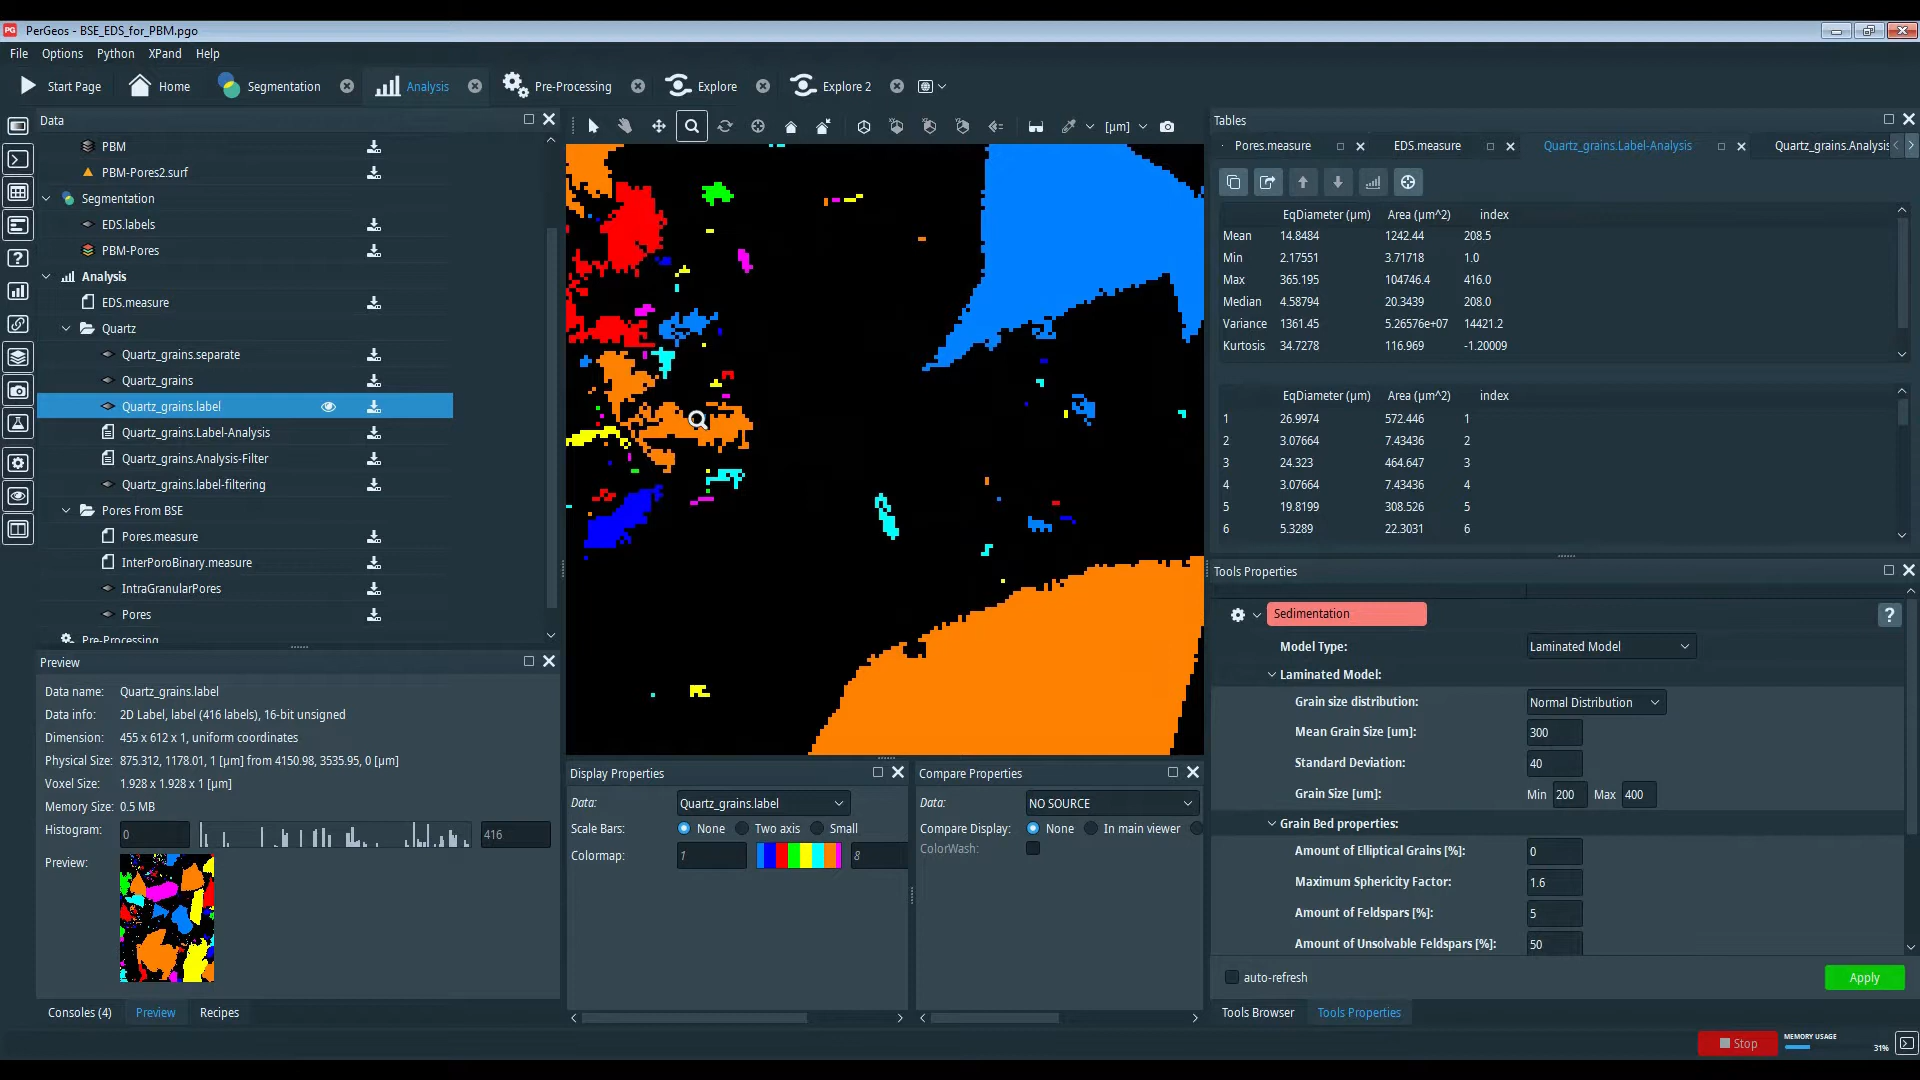 PG PerGeos - BSE_EDS_for_PBM.pgo
File Options Python XPand Help
Start Page Home Segmentation Analysis Pre-Processing Explore Explore 2
Data
PBM
PBM-Pores2.surf
Segmentation
EDS.labels
PBM-Pores
Analysis
EDS.measure
Quartz
Quartz_grains.separate
Quartz_grains
Quartz_grains.label
Quartz_grains.Label-Analysis
Quartz_grains.Analysis-Filter
Quartz_grains.label-filtering
Pores From BSE
Pores.measure
InterPoroBinary.measure
IntraGranularPores
Pores
Pre-Processing
Preview
Data name: Quartz_grains.label
Data info: 2D Label, label (416 labels), 16-bit unsigned
Dimension: 455 x 612 x 1, uniform coordinates
Physical Size: 875.312, 1178.01, 1 [µm] from 4150.98, 3535.95, 0 [µm]
Voxel Size: 1.928 x 1.928 x 1 [µm]
Memory Size: 0.5 MB
Histogram: 0 416
Preview:
Consoles (4) Preview Recipes
[µm]
Display Properties
Data: Quartz_grains.label
Scale Bars: None Two axis Small
Colormap: 1 8
Compare Properties
Data: NO SOURCE
Compare Display: None In main viewer
ColorWash:
Tables
Pores.measure EDS.measure Quartz_grains.Label-Analysis Quartz_grains.Analysis
EqDiameter (µm) Area (µm^2) index
Mean 14.8484 1242.44 208.5
Min 2.17551 3.71718 1.0
Max 365.195 104746.4 416.0
Median 4.58794 20.3439 208.0
Variance 1361.45 5.26576e+07 14421.2
Kurtosis 34.7278 116.969 -1.20009
EqDiameter (µm) Area (µm^2) index
1 26.9974 572.446 1
2 3.07664 7.43436 2
3 24.323 464.647 3
4 3.07664 7.43436 4
5 19.8199 308.526 5
6 5.3289 22.3031 6
Tools Properties
Sedimentation ?
Model Type: Laminated Model
Laminated Model:
Grain size distribution: Normal Distribution
Mean Grain Size [um]: 300
Standard Deviation: 40
Grain Size [um]: Min 200 Max 400
Grain Bed properties:
Amount of Elliptical Grains [%]: 0
Maximum Sphericity Factor: 1.6
Amount of Feldspars [%]: 5
Amount of Unsolvable Feldspars [%]: 50
auto-refresh Apply
Tools Browser Tools Properties
Stop MEMORY USAGE 31%